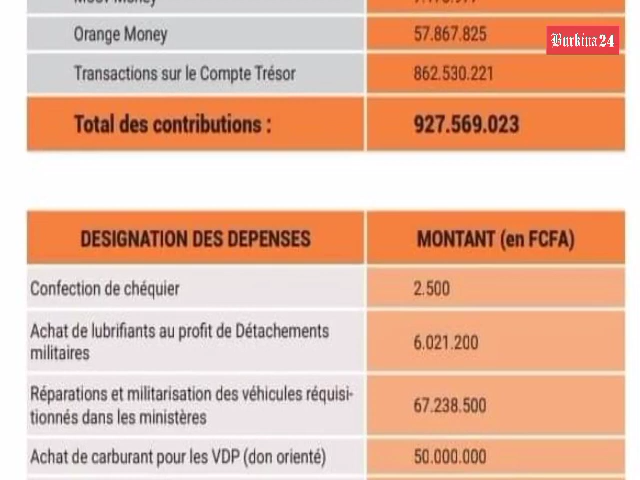 Orange Money 57.867.825
Burkina24
Transactions sur le Compte Trésor 862.530.221
Total des contributions : 927.569.023
DESIGNATION DES DEPENSES MONTANT (en FCFA)
Confection de chéquier 2.500
Achat de lubrifiants au profit de Détachements
militaires 6.021.200
Réparations et militarisation des véhicules réquisi-
tionnés dans les ministères 67.238.500
Achat de carburant pour les VDP (don orienté) 50.000.000